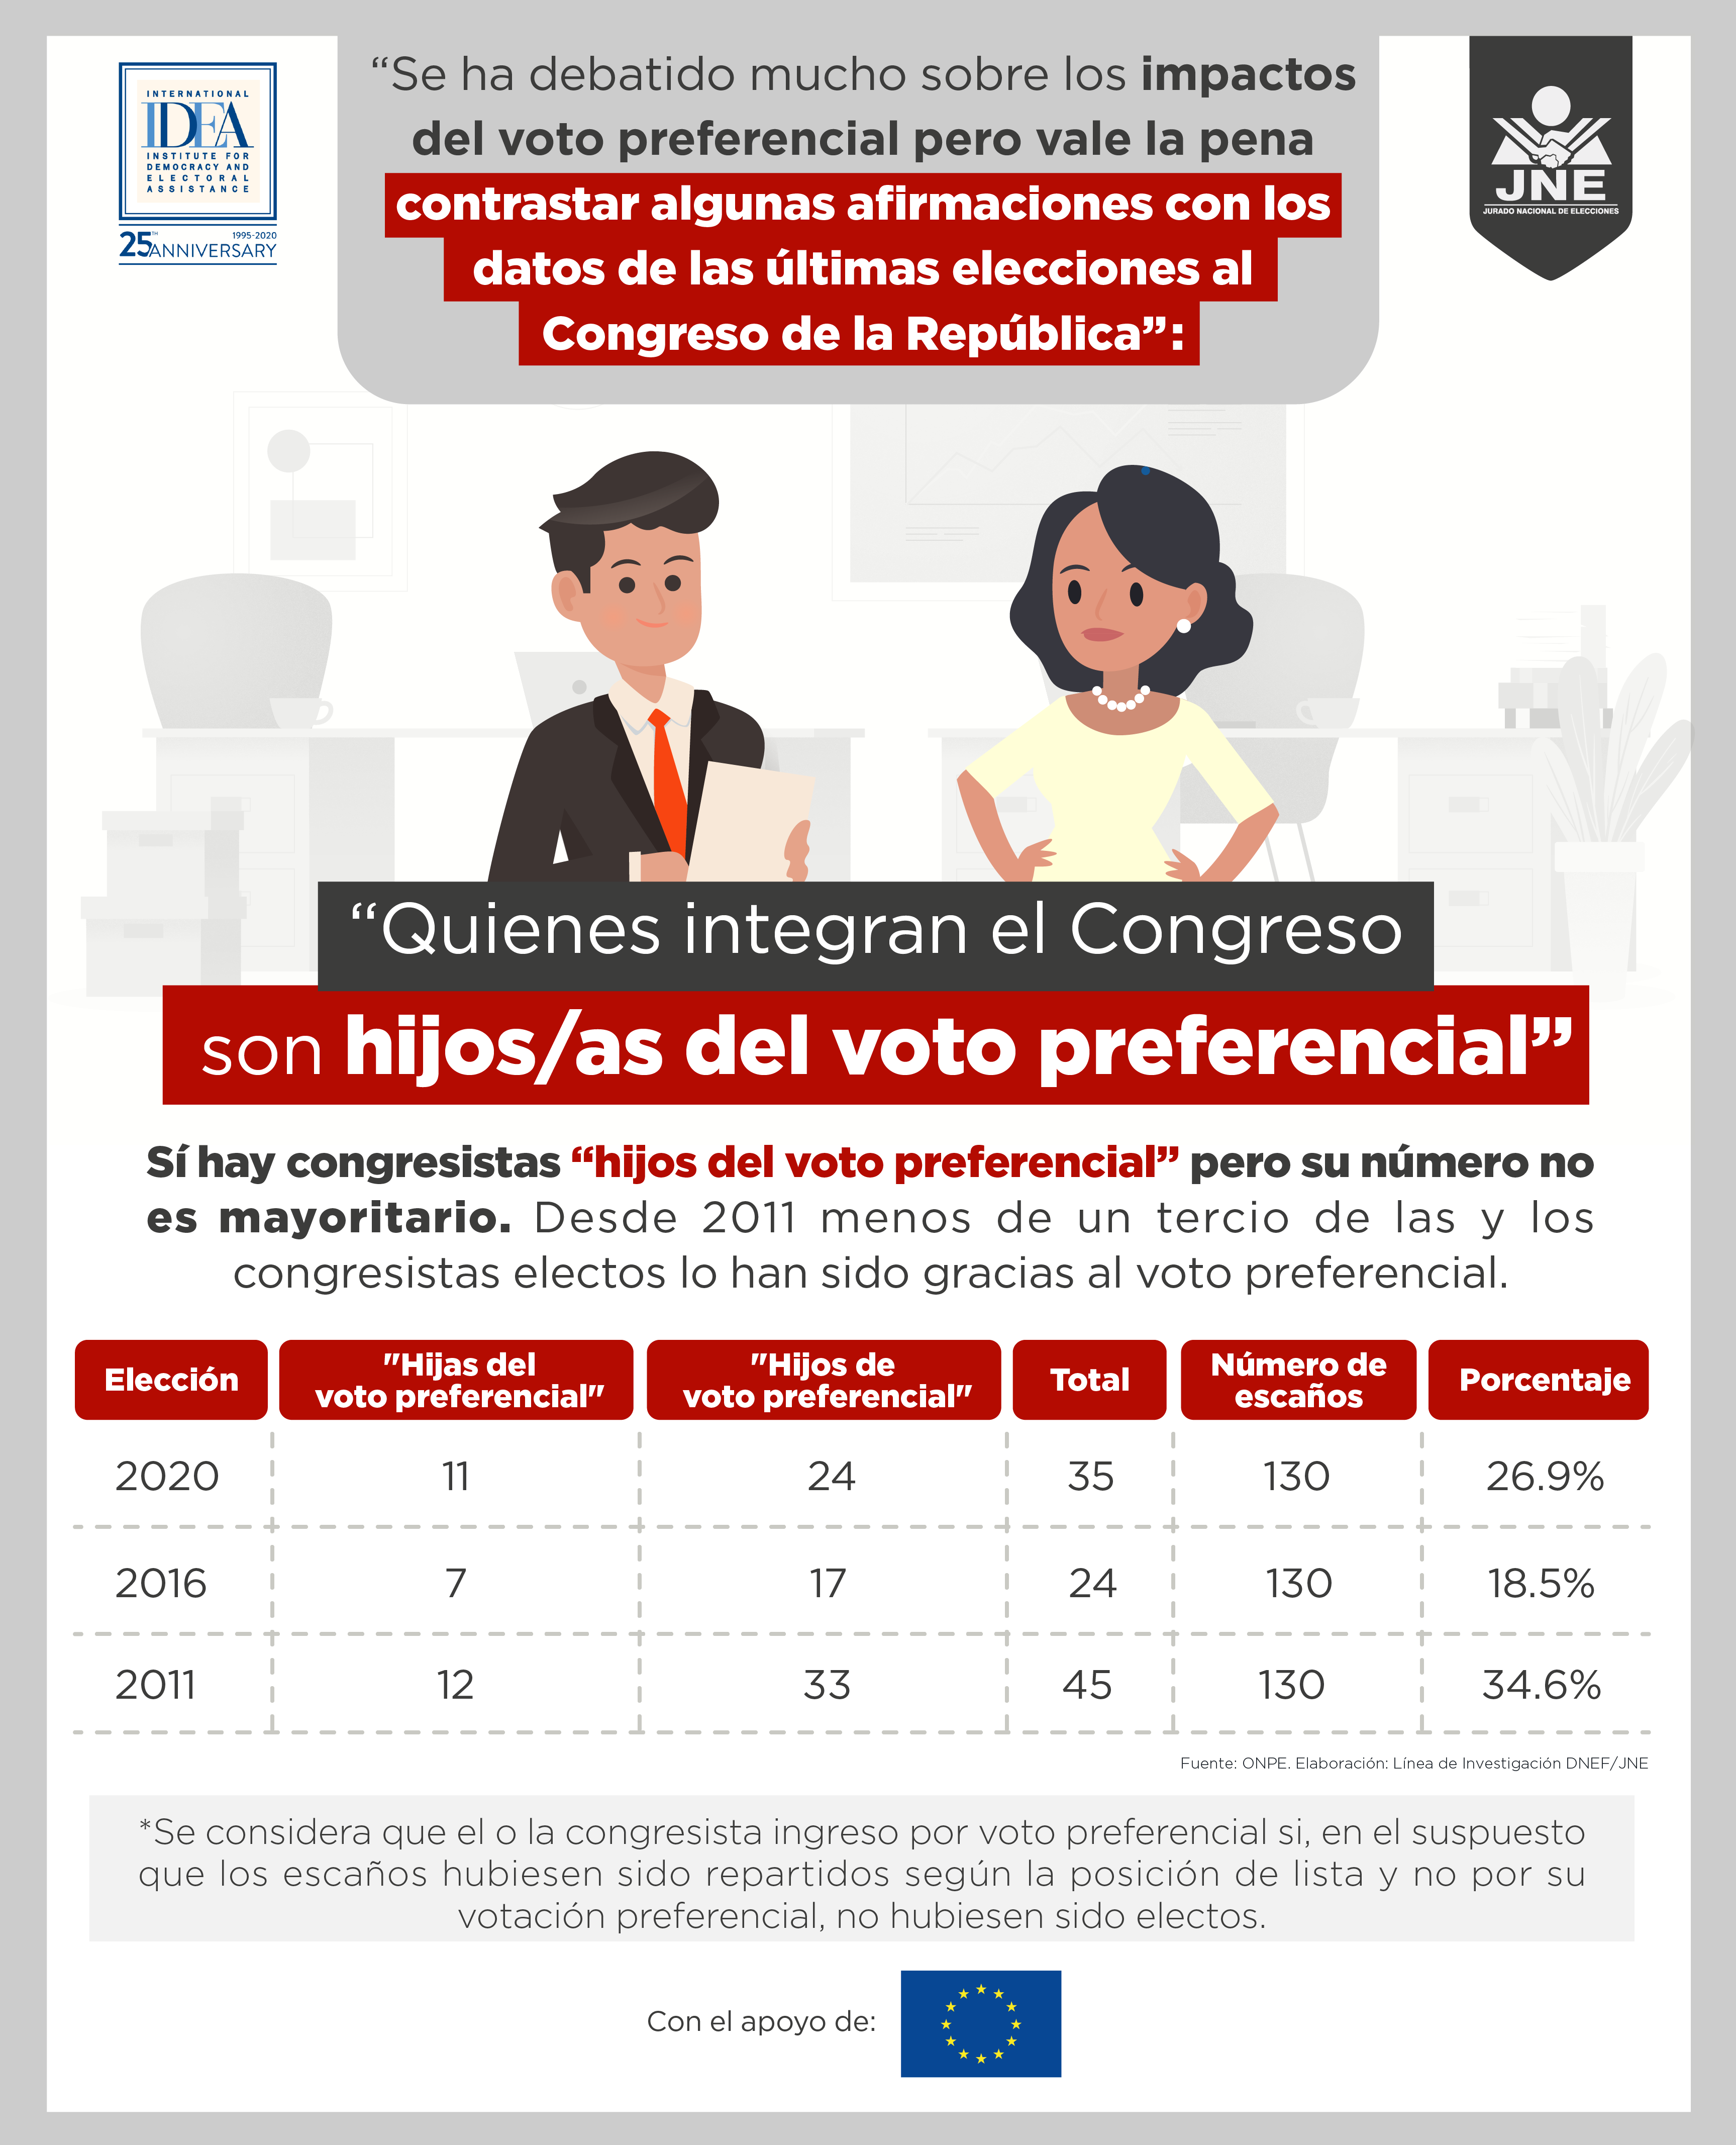 INTERNATIONAL
IDEA
INSTITUTE FOR
DEMOCRACY AND
ELECTORAL
ASSISTANCE
25TH 1995-2020
ANNIVERSARY
“Se ha debatido mucho sobre los impactos
del voto preferencial pero vale la pena
contrastar algunas afirmaciones con los
datos de las últimas elecciones al
Congreso de la República”:
JNE
JURADO NACIONAL DE ELECCIONES
“Quienes integran el Congreso
son hijos/as del voto preferencial”
Sí hay congresistas “hijos del voto preferencial” pero su número no
es mayoritario. Desde 2011 menos de un tercio de las y los
congresistas electos lo han sido gracias al voto preferencial.
Elección "Hijas del voto preferencial" "Hijos de voto preferencial" Total Número de escaños Porcentaje
2020 11 24 35 130 26.9%
2016 7 17 24 130 18.5%
2011 12 33 45 130 34.6%
Fuente: ONPE. Elaboración: Línea de Investigación DNEF/JNE
*Se considera que el o la congresista ingreso por voto preferencial si, en el suspuesto
que los escaños hubiesen sido repartidos según la posición de lista y no por su
votación preferencial, no hubiesen sido electos.
Con el apoyo de: